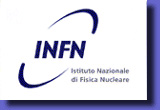 INFN
Istituto Nazionale
di Fisica Nucleare